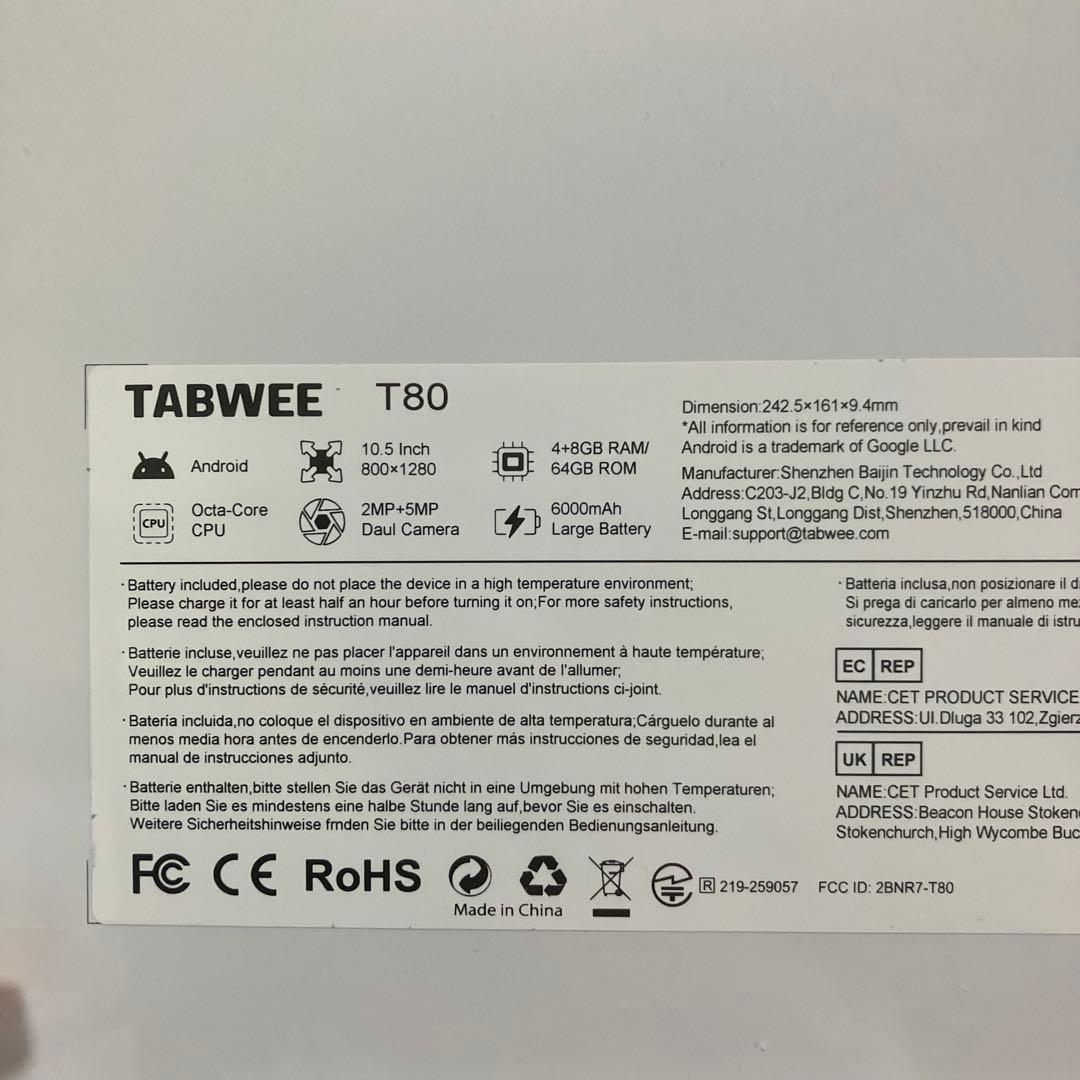 TABWEE T80
Android
10.5 Inch
800×1280
4+8GB RAM/
64GB ROM
CPU
Octa-Core
CPU
2MP+5MP
Daul Camera
6000mAh
Large Battery
Dimension:242.5×161×9.4mm
*All information is for reference only,prevail in kind
Android is a trademark of Google LLC.
Manufacturer:Shenzhen Baijin Technology Co.,Ltd
Address:C203-J2,Bldg C,No.19 Yinzhu Rd,Nanlian Com
Longgang St,Longgang Dist,Shenzhen,518000,China
E-mail:support@tabwee.com
·Battery included,please do not place the device in a high temperature environment;
Please charge it for at least half an hour before turning it on;For more safety instructions,
please read the enclosed instruction manual.
·Batterie incluse,veuillez ne pas placer l'appareil dans un environnement à haute température;
Veuillez le charger pendant au moins une demi-heure avant de l'allumer;
Pour plus d'instructions de sécurité,veuillez lire le manuel d'instructions ci-joint.
·Batería incluida,no coloque el dispositivo en ambiente de alta temperatura;Cárguelo durante al
menos media hora antes de encenderlo.Para obtener más instrucciones de seguridad,lea el
manual de instrucciones adjunto.
·Batterie enthalten,bitte stellen Sie das Gerät nicht in eine Umgebung mit hohen Temperaturen;
Bitte laden Sie es mindestens eine halbe Stunde lang auf,bevor Sie es einschalten.
Weitere Sicherheitshinweise frnden Sie bitte in der beiliegenden Bedienungsanleitung.
·Batteria inclusa,non posizionare il d
Si prega di caricarlo per almeno me
sicurezza,leggere il manuale di istru
EC REP
NAME:CET PRODUCT SERVICE
ADDRESS:Ul.Dluga 33 102,Zgierz
UK REP
NAME:CET Product Service Ltd.
ADDRESS:Beacon House Stoken
Stokenchurch,High Wycombe Buc
FC CE RoHS
Made in China
R 219-259057 FCC ID: 2BNR7-T80